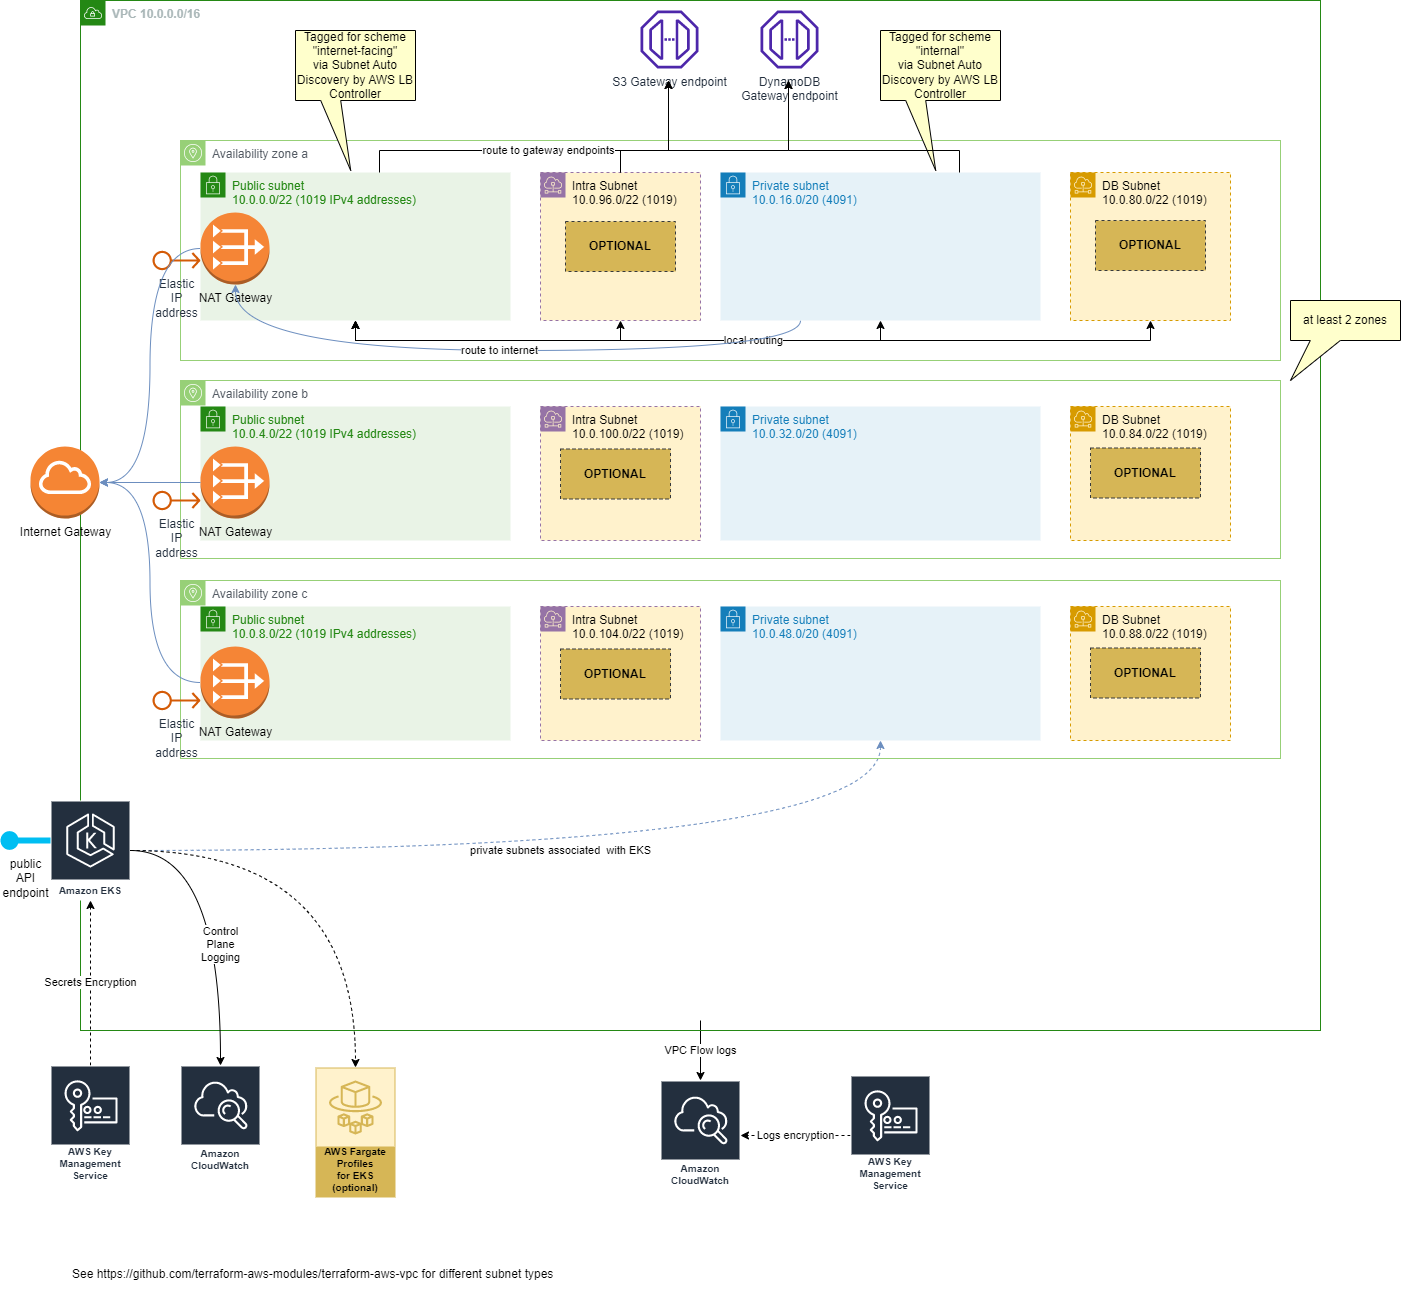 VPC 10.0.0.0/16
Tagged for scheme
"internet-facing"
via Subnet Auto
Discovery by AWS LB
Controller
S3 Gateway endpoint
DynamoDB
Gateway endpoint
Tagged for scheme
"internal"
via Subnet Auto
Discovery by AWS LB
Controller
Availability zone a
route to gateway endpoints
Public subnet
10.0.0.0/22 (1019 IPv4 addresses)
Intra Subnet
10.0.96.0/22 (1019)
OPTIONAL
Private subnet
10.0.16.0/20 (4091)
DB Subnet
10.0.80.0/22 (1019)
OPTIONAL
Elastic
IP
address
NAT Gateway
local routing
route to internet
at least 2 zones
Availability zone b
Public subnet
10.0.4.0/22 (1019 IPv4 addresses)
Intra Subnet
10.0.100.0/22 (1019)
OPTIONAL
Private subnet
10.0.32.0/20 (4091)
DB Subnet
10.0.84.0/22 (1019)
OPTIONAL
Internet Gateway
Elastic
IP
address
NAT Gateway
Availability zone c
Public subnet
10.0.8.0/22 (1019 IPv4 addresses)
Intra Subnet
10.0.104.0/22 (1019)
OPTIONAL
Private subnet
10.0.48.0/20 (4091)
DB Subnet
10.0.88.0/22 (1019)
OPTIONAL
Elastic
IP
address
NAT Gateway
K
public
API
endpoint
Amazon EKS
private subnets associated  with EKS
Control
Plane
Logging
Secrets Encryption
VPC Flow logs
AWS Key
Management
Service
Amazon
CloudWatch
AWS Fargate
Profiles
for EKS
(optional)
Amazon
CloudWatch
Logs encryption
AWS Key
Management
Service
See https://github.com/terraform-aws-modules/terraform-aws-vpc for different subnet types